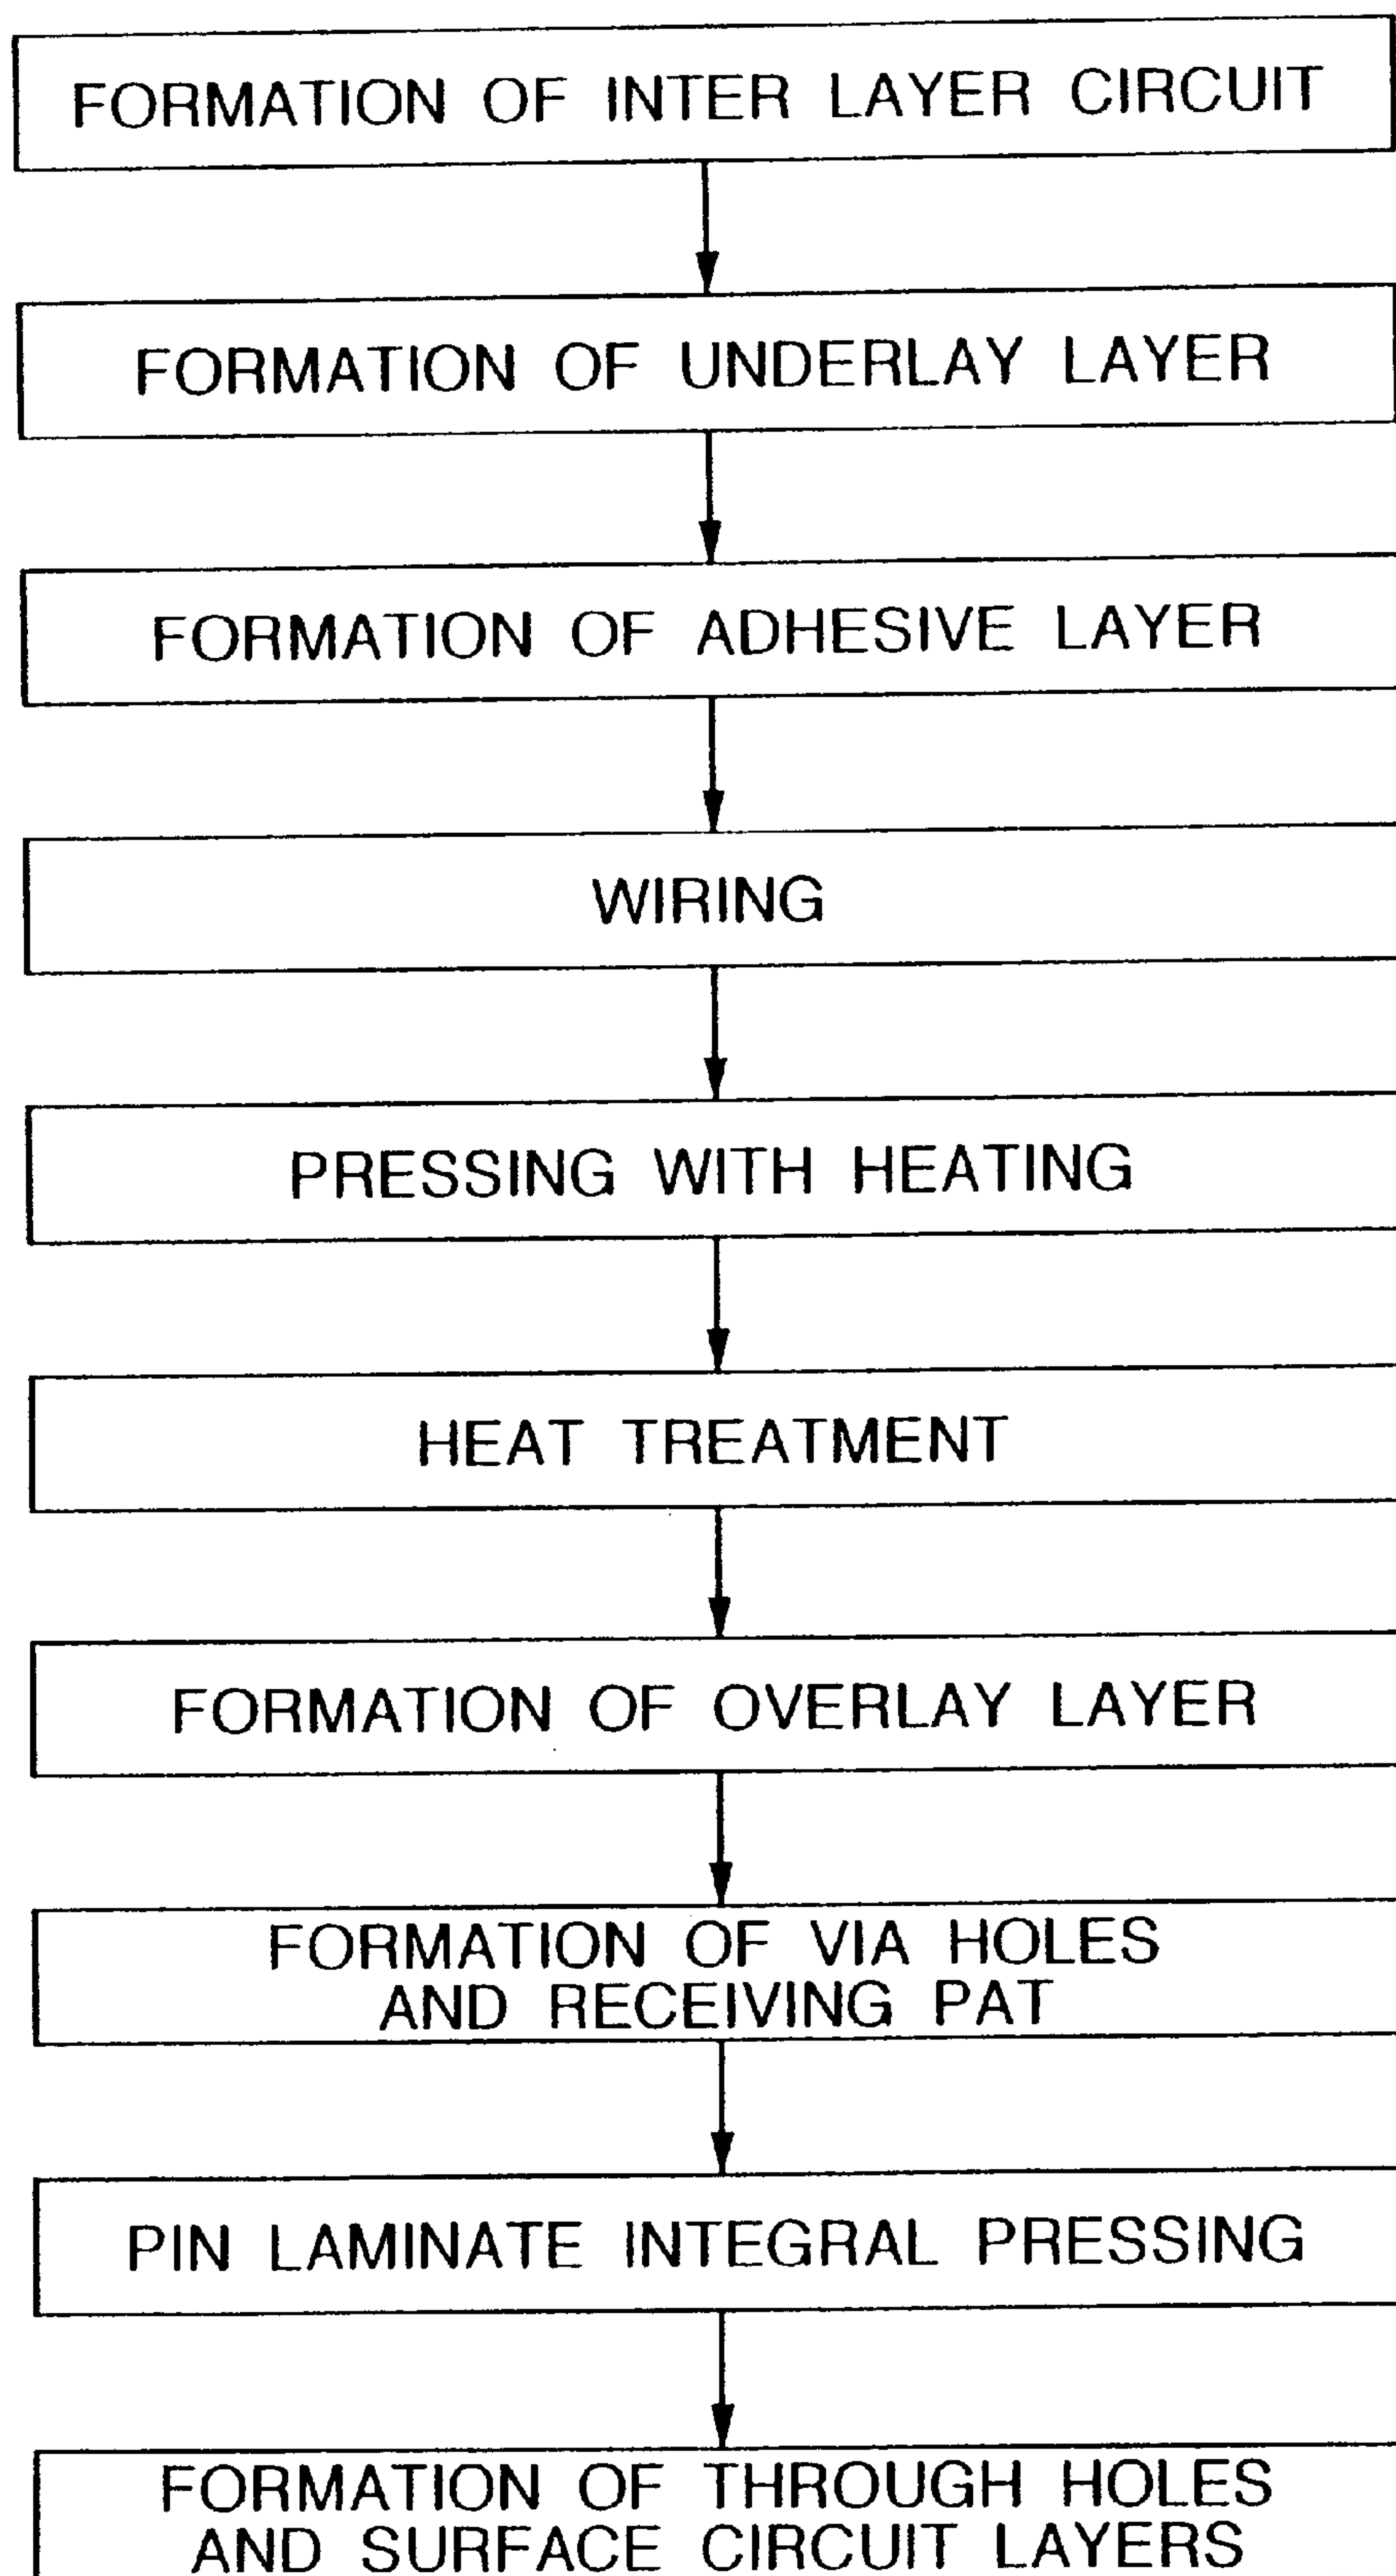 FORMATION OF INTER LAYER CIRCUIT
FORMATION OF UNDERLAY LAYER
FORMATION OF ADHESIVE LAYER
WIRING
PRESSING WITH HEATING
HEAT TREATMENT
FORMATION OF OVERLAY LAYER
FORMATION OF VIA HOLES
AND RECEIVING PAT
PIN LAMINATE INTEGRAL PRESSING
FORMATION OF THROUGH HOLES
AND SURFACE CIRCUIT LAYERS